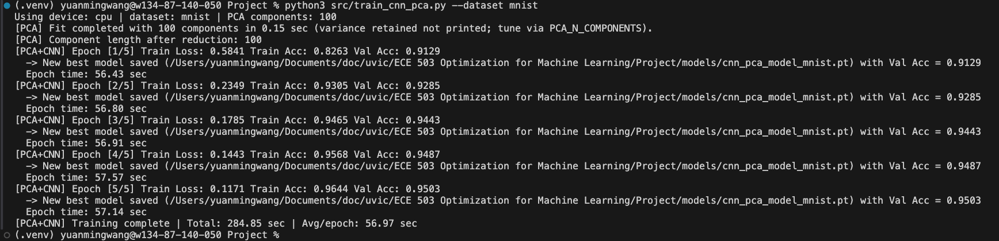 (.venv) yuanmingwang@w134-87-140-050 Project % python3 src/train_cnn_pca.py --dataset mnist
Using device: cpu | dataset: mnist | PCA components: 100
[PCA] Fit completed with 100 components in 0.15 sec (variance retained not printed; tune via PCA_N_COMPONENTS).
[PCA] Component length after reduction: 100
[PCA+CNN] Epoch [1/5] Train Loss: 0.5841 Train Acc: 0.8263 Val Acc: 0.9129
-> New best model saved (/Users/yuanmingwang/Documents/doc/uvic/ECE 503 Optimization for Machine Learning/Project/models/cnn_pca_model_mnist.pt) with Val Acc = 0.9129
Epoch time: 56.43 sec
[PCA+CNN] Epoch [2/5] Train Loss: 0.2349 Train Acc: 0.9305 Val Acc: 0.9285
-> New best model saved (/Users/yuanmingwang/Documents/doc/uvic/ECE 503 Optimization for Machine Learning/Project/models/cnn_pca_model_mnist.pt) with Val Acc = 0.9285
Epoch time: 56.80 sec
[PCA+CNN] Epoch [3/5] Train Loss: 0.1785 Train Acc: 0.9465 Val Acc: 0.9443
-> New best model saved (/Users/yuanmingwang/Documents/doc/uvic/ECE 503 Optimization for Machine Learning/Project/models/cnn_pca_model_mnist.pt) with Val Acc = 0.9443
Epoch time: 56.91 sec
[PCA+CNN] Epoch [4/5] Train Loss: 0.1443 Train Acc: 0.9568 Val Acc: 0.9487
-> New best model saved (/Users/yuanmingwang/Documents/doc/uvic/ECE 503 Optimization for Machine Learning/Project/models/cnn_pca_model_mnist.pt) with Val Acc = 0.9487
Epoch time: 57.57 sec
[PCA+CNN] Epoch [5/5] Train Loss: 0.1171 Train Acc: 0.9644 Val Acc: 0.9503
-> New best model saved (/Users/yuanmingwang/Documents/doc/uvic/ECE 503 Optimization for Machine Learning/Project/models/cnn_pca_model_mnist.pt) with Val Acc = 0.9503
Epoch time: 57.14 sec
[PCA+CNN] Training complete | Total: 284.85 sec | Avg/epoch: 56.97 sec
(.venv) yuanmingwang@w134-87-140-050 Project %